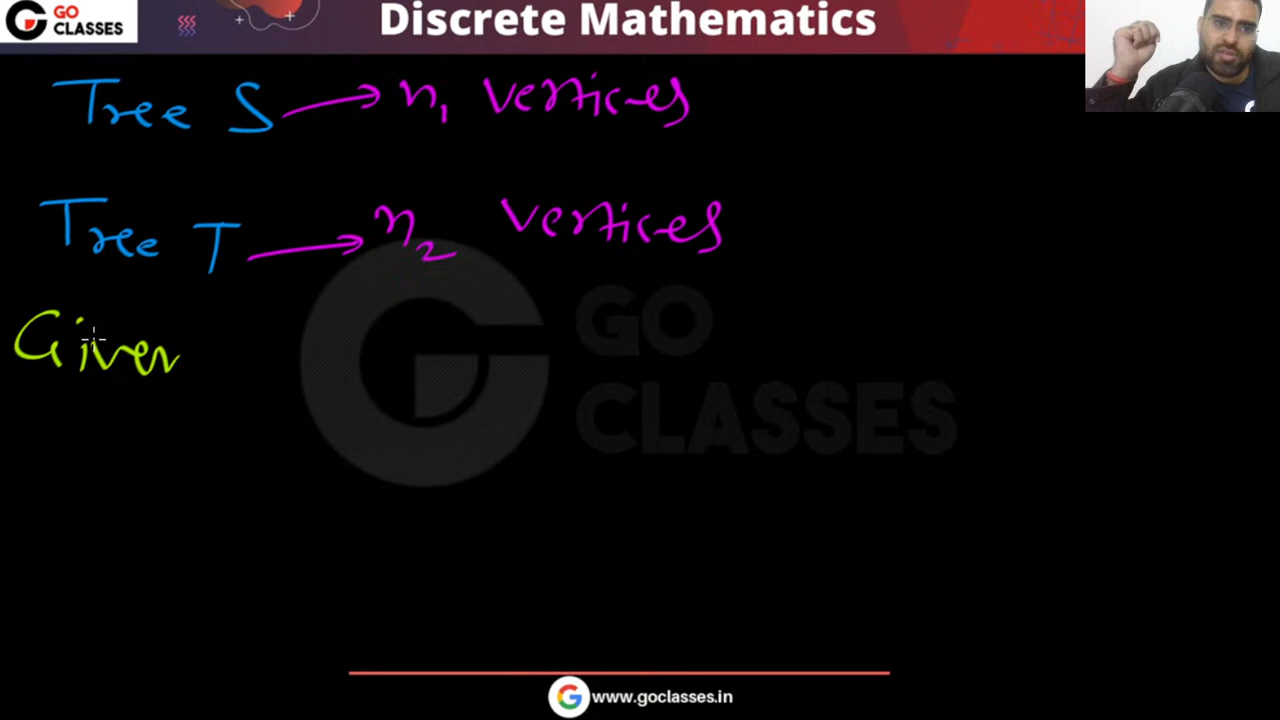 GO
CLASSES
Discrete Mathematics
Tree S → n₁ vertices
Tree T → n₂ vertices
Given
GO
CLASSES
www.goclasses.in